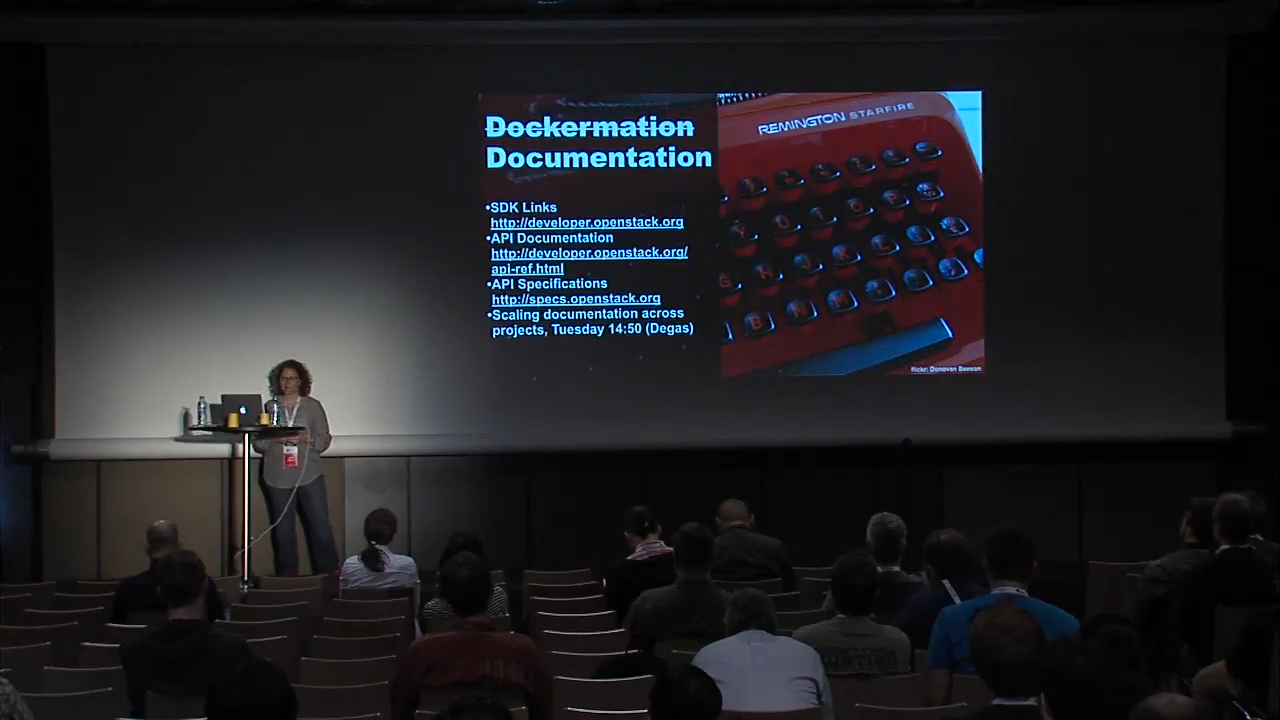 Dockermation
Documentation
•SDK Links
http://developer.openstack.org
•API Documentation
http://developer.openstack.org/
api-ref.html
•API Specifications
http://specs.openstack.org
•Scaling documentation across
projects, Tuesday 14:50 (Degas)
REMINGTON STARFIRE
flickr: Donovan Beeson